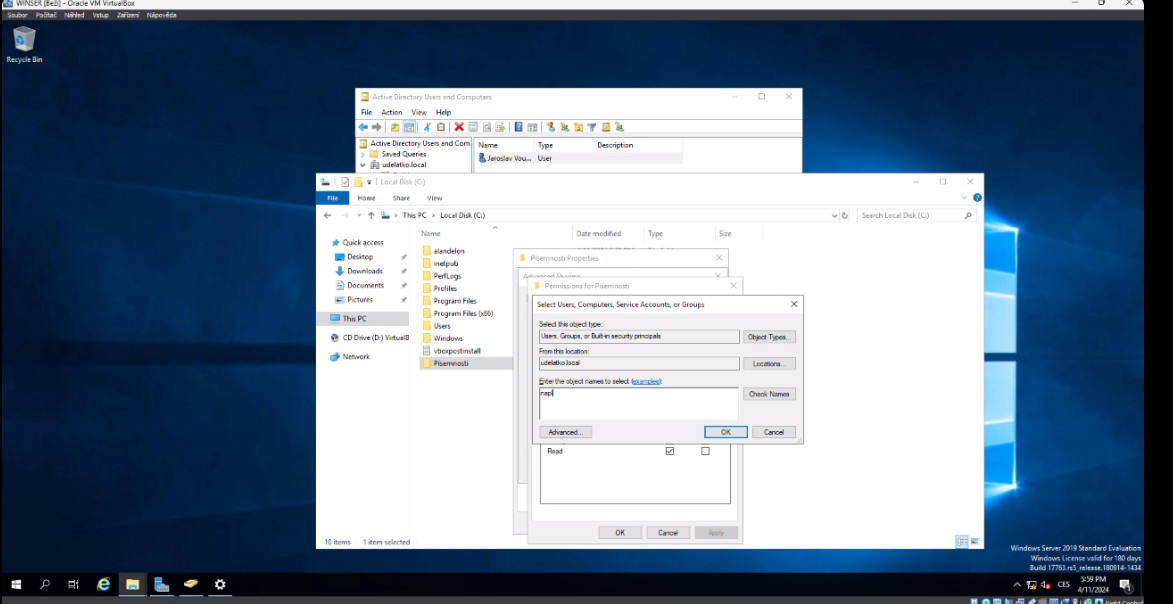 WINSER [Běží] - Oracle VM VirtualBox
Soubor Počítač Náhled Vstup Zařízení Nápověda
Recycle Bin
Active Directory Users and Computers
File Action View Help
Active Directory Users and Com
Saved Queries
udelatko.local
Name Type Description
Jaroslav Vou... User
Local Disk (C:)
File Home Share View
This PC > Local Disk (C:)
Search Local Disk (C:)
Name Date modified Type Size
Quick access
Desktop
Downloads
Documents
Pictures
This PC
CD Drive (D:) VirtualB
Network
alandelon
inetpub
PerfLogs
Profiles
Program Files
Program Files (x86)
Users
Windows
vboxpostinstall
Pisemnosti
Pisemnosti Properties
Advanced Sharing
Permissions for Pisemnosti
Select Users, Computers, Service Accounts, or Groups
Select this object type:
Users, Groups, or Built-in security principals
Object Types...
From this location:
udelatko.local
Locations...
Enter the object names to select (examples):
napl
Check Names
Advanced... OK Cancel
Read
OK Cancel Apply
10 items 1 item selected
Windows Server 2019 Standard Evaluation
Windows License valid for 180 days
Build 17763.rs5_release.180914-1434
CES
5:59 PM
4/11/2024
Right Control